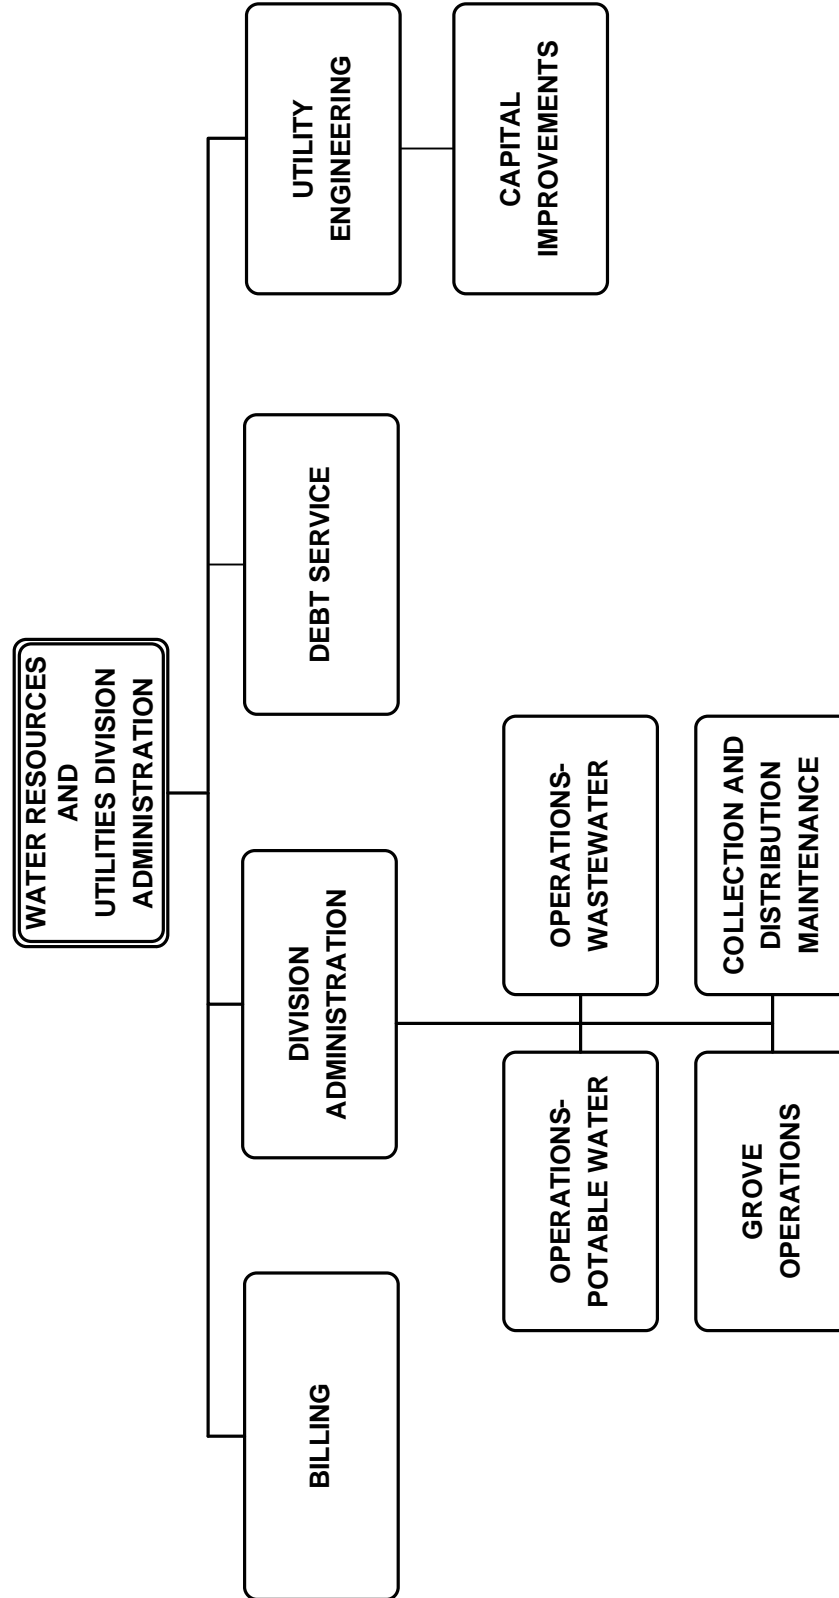 WATER RESOURCES
AND
UTILITIES DIVISION
ADMINISTRATION
BILLING
DIVISION
ADMINISTRATION
DEBT SERVICE
UTILITY
ENGINEERING
OPERATIONS-
POTABLE WATER
OPERATIONS-
WASTEWATER
CAPITAL
IMPROVEMENTS
GROVE
OPERATIONS
COLLECTION AND
DISTRIBUTION
MAINTENANCE